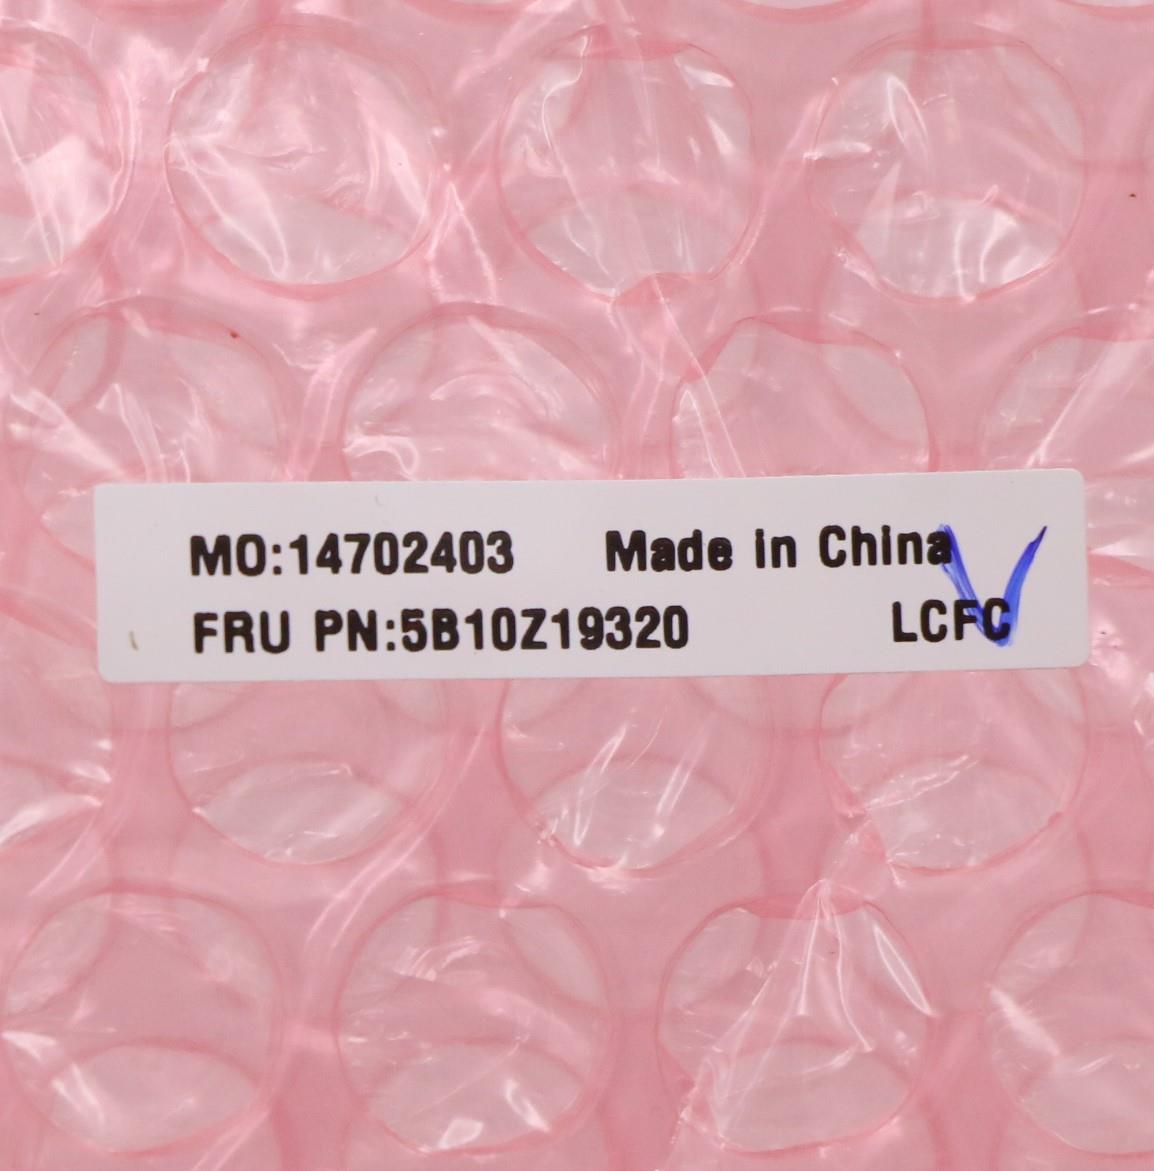 MO:14702403 Made in China
FRU PN:5B10Z19320 LCFC